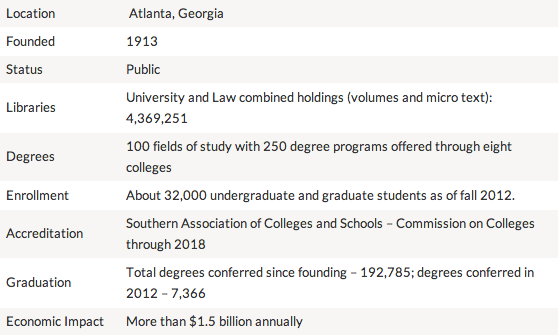 Location Atlanta, Georgia
Founded 1913
Status Public
Libraries University and Law combined holdings (volumes and micro text):
4,369,251
Degrees 100 fields of study with 250 degree programs offered through eight
colleges
Enrollment About 32,000 undergraduate and graduate students as of fall 2012.
Accreditation Southern Association of Colleges and Schools – Commission on Colleges
through 2018
Graduation Total degrees conferred since founding – 192,785; degrees conferred in
2012 – 7,366
Economic Impact More than $1.5 billion annually